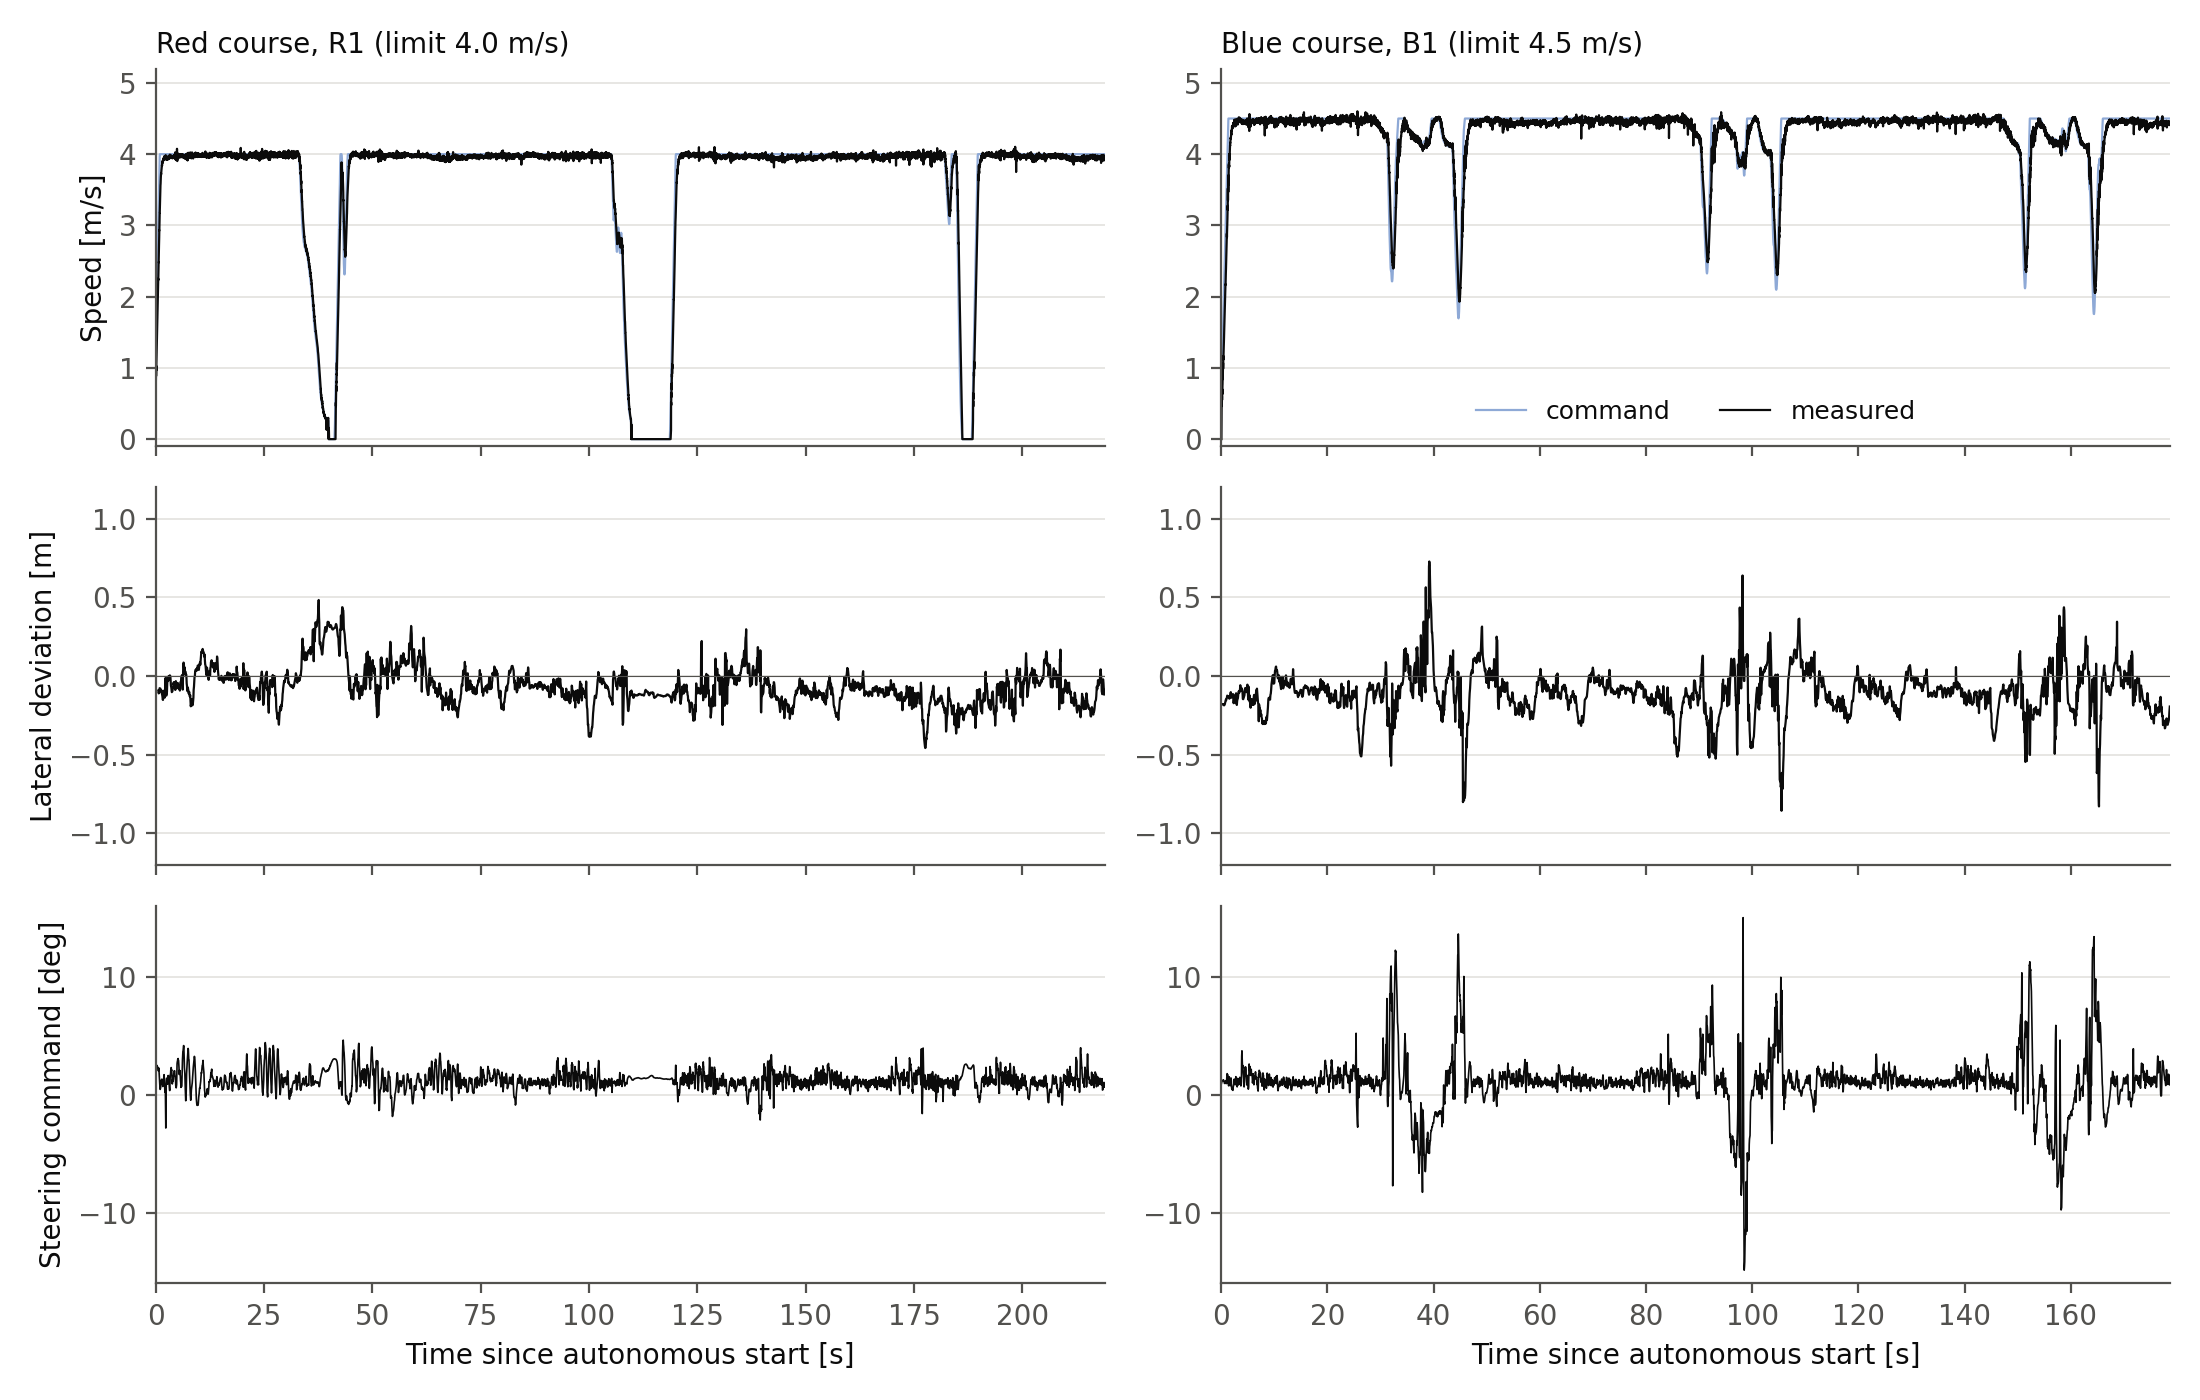 Red course, R1 (limit 4.0 m/s)
Blue course, B1 (limit 4.5 m/s)
Speed [m/s]
5
4
3
2
1
0
5
4
3
2
1
0
command
measured
Lateral deviation [m]
1.0
0.5
0.0
−0.5
−1.0
1.0
0.5
0.0
−0.5
−1.0
Steering command [deg]
10
0
−10
10
0
−10
0 25 50 75 100 125 150 175 200
0 20 40 60 80 100 120 140 160
Time since autonomous start [s]
Time since autonomous start [s]